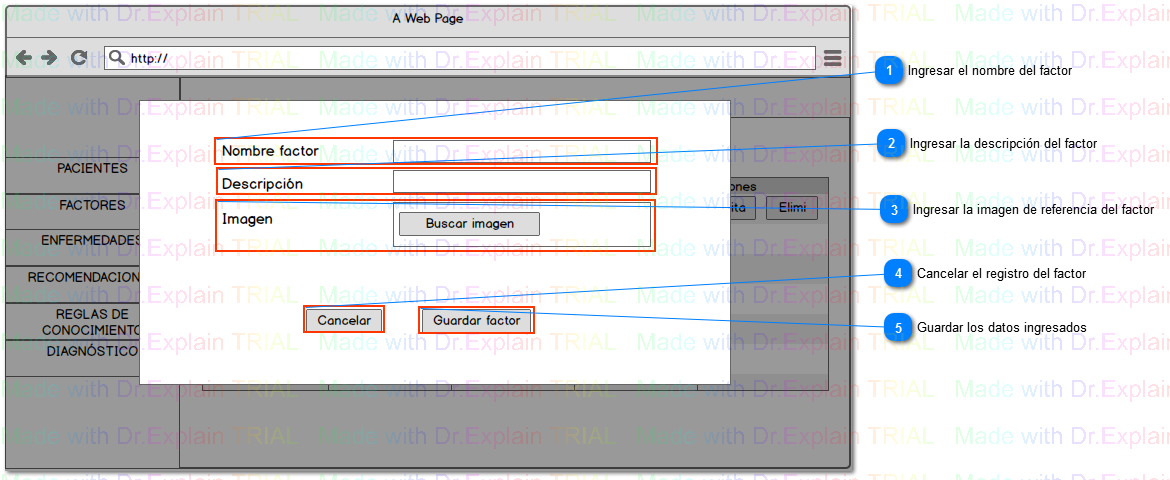 A Web Page
http://
PACIENTES
FACTORES
ENFERMEDADES
RECOMENDACION
REGLAS DE
CONOCIMIENTO
DIAGNÓSTICO
Nombre factor
Descripción
Imagen
Buscar imagen
Cancelar
Guardar factor
ones
ita
Elimi
1 Ingresar el nombre del factor
2 Ingresar la descripción del factor
3 Ingresar la imagen de referencia del factor
4 Cancelar el registro del factor
5 Guardar los datos ingresados
Made with Dr.Explain TRIAL